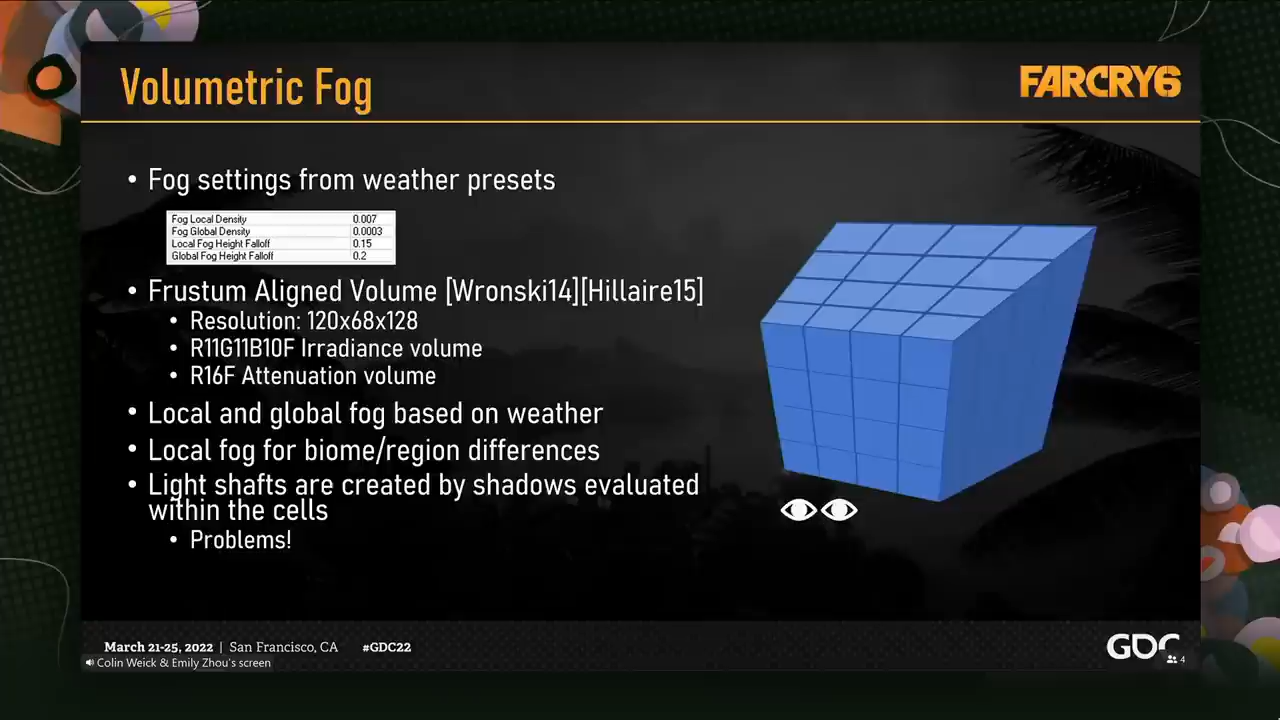 Volumetric Fog
FARCRY6
• Fog settings from weather presets
Fog Local Density 0.007
Fog Global Density 0.0003
Local Fog Height Falloff 0.15
Global Fog Height Falloff 0.2
• Frustum Aligned Volume [Wronski14][Hillaire15]
• Resolution: 120x68x128
• R11G11B10F Irradiance volume
• R16F Attenuation volume
• Local and global fog based on weather
• Local fog for biome/region differences
• Light shafts are created by shadows evaluated
within the cells
• Problems!
March 21-25, 2022 | San Francisco, CA #GDC22
GDC
4
Colin Weick & Emily Zhou's screen